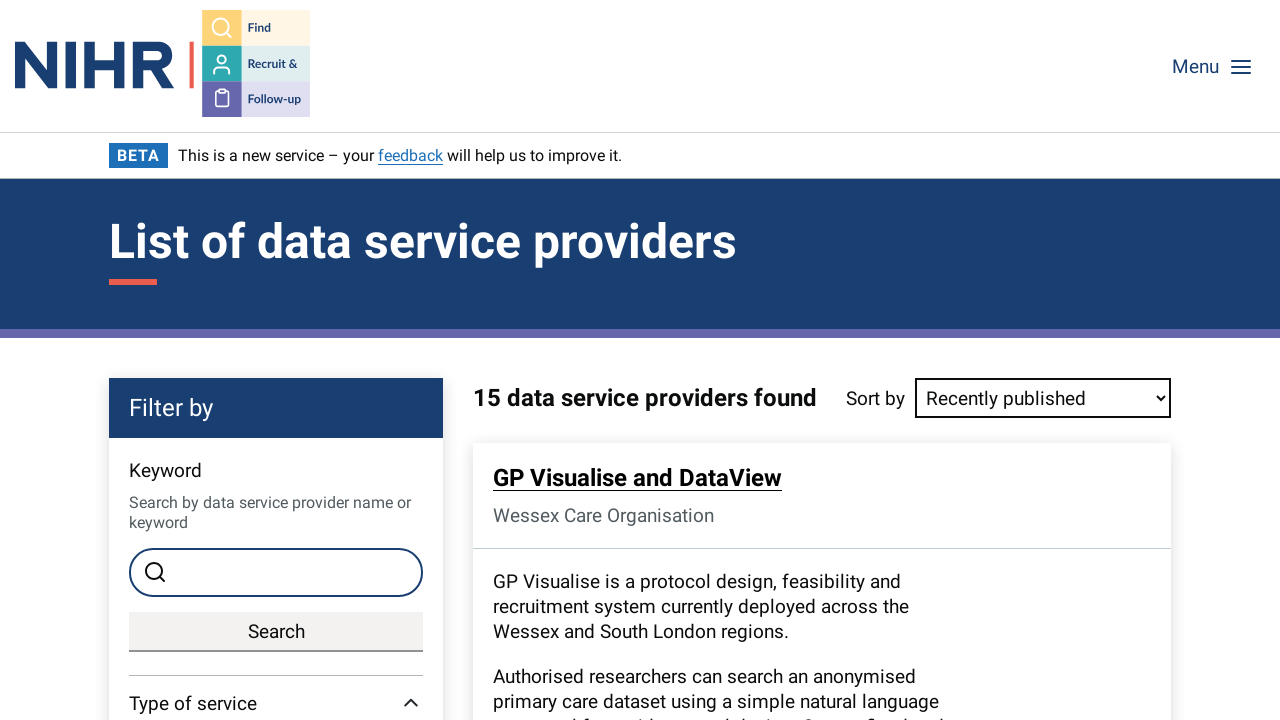 NIHR
Find
Recruit &
Follow-up
Menu
BETA This is a new service – your feedback will help us to improve it.
List of data service providers
Filter by
Keyword
Search by data service provider name or
keyword
Search
Type of service
15 data service providers found
Sort by Recently published
GP Visualise and DataView
Wessex Care Organisation
GP Visualise is a protocol design, feasibility and
recruitment system currently deployed across the
Wessex and South London regions.
Authorised researchers can search an anonymised
primary care dataset using a simple natural language